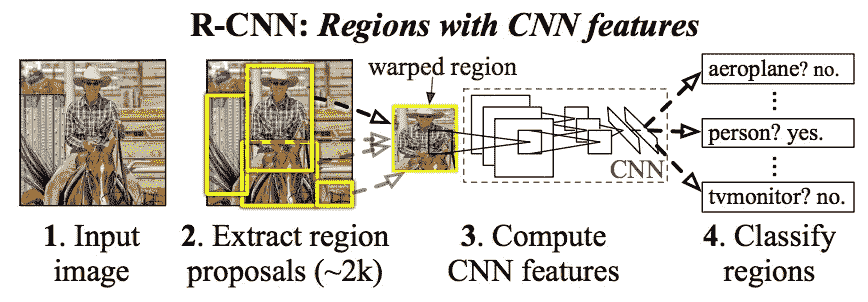 R-CNN: Regions with CNN features
warped region
CNN
aeroplane? no.
⋮
person? yes.
⋮
tvmonitor? no.
1. Input
image
2. Extract region
proposals (~2k)
3. Compute
CNN features
4. Classify
regions